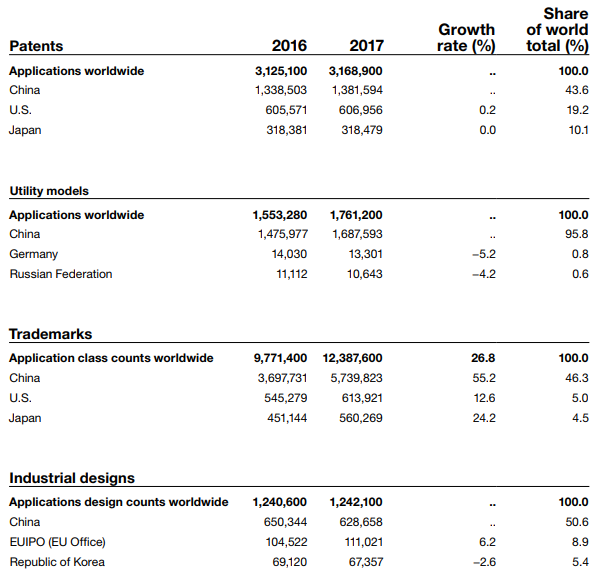 Growth Share of world
Patents 2016 2017 rate (%) total (%)
Applications worldwide 3,125,100 3,168,900 .. 100.0
China 1,338,503 1,381,594 .. 43.6
U.S. 605,571 606,956 0.2 19.2
Japan 318,381 318,479 0.0 10.1
Utility models
Applications worldwide 1,553,280 1,761,200 .. 100.0
China 1,475,977 1,687,593 .. 95.8
Germany 14,030 13,301 –5.2 0.8
Russian Federation 11,112 10,643 –4.2 0.6
Trademarks
Application class counts worldwide 9,771,400 12,387,600 26.8 100.0
China 3,697,731 5,739,823 55.2 46.3
U.S. 545,279 613,921 12.6 5.0
Japan 451,144 560,269 24.2 4.5
Industrial designs
Applications design counts worldwide 1,240,600 1,242,100 .. 100.0
China 650,344 628,658 .. 50.6
EUIPO (EU Office) 104,522 111,021 6.2 8.9
Republic of Korea 69,120 67,357 –2.6 5.4